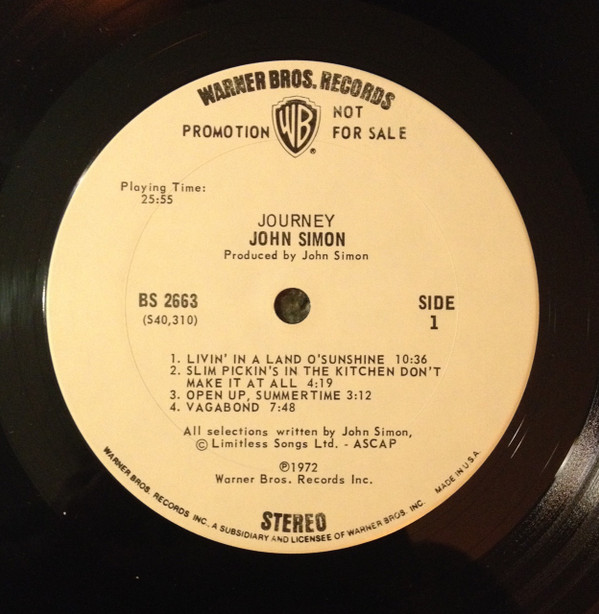 WARNER BROS. RECORDS
WB
®
PROMOTION
NOT
FOR SALE
Playing Time:
25:55
JOURNEY
JOHN SIMON
Produced by John Simon
BS 2663
(S40,310)
SIDE
1
1. LIVIN' IN A LAND O'SUNSHINE 10:36
2. SLIM PICKIN'S IN THE KITCHEN DON'T
MAKE IT AT ALL 4:19
3. OPEN UP, SUMMERTIME 3:12
4. VAGABOND 7:48
All selections written by John Simon,
© Limitless Songs Ltd. - ASCAP
℗1972
Warner Bros. Records Inc.
STEREO
WARNER BROS. RECORDS INC. A SUBSIDIARY AND LICENSEE OF WARNER BROS. INC. MADE IN U.S.A.